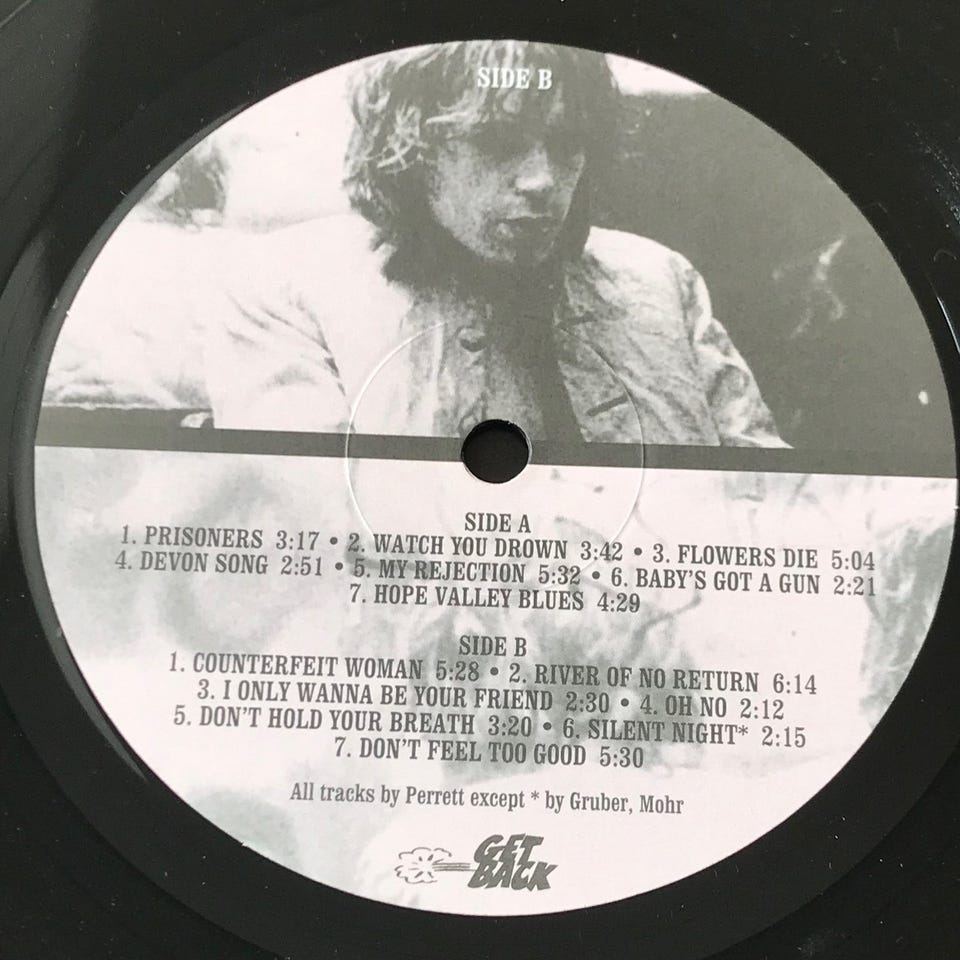 SIDE B
SIDE A
1. PRISONERS 3:17 • 2. WATCH YOU DROWN 3:42 • 3. FLOWERS DIE 5:04
4. DEVON SONG 2:51 • 5. MY REJECTION 5:32 • 6. BABY'S GOT A GUN 2:21
7. HOPE VALLEY BLUES 4:29
SIDE B
1. COUNTERFEIT WOMAN 5:28 • 2. RIVER OF NO RETURN 6:14
3. I ONLY WANNA BE YOUR FRIEND 2:30 • 4. OH NO 2:12
5. DON'T HOLD YOUR BREATH 3:20 • 6. SILENT NIGHT* 2:15
7. DON'T FEEL TOO GOOD 5:30
All tracks by Perrett except * by Gruber, Mohr
GET
BACK